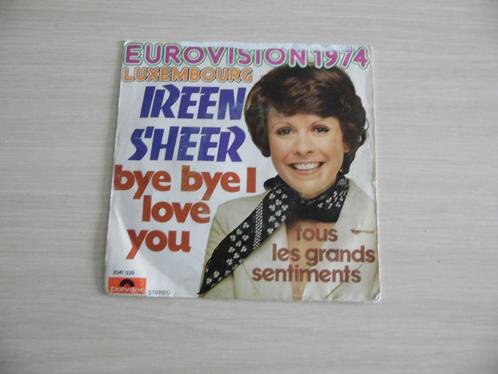 EUROVISION 1974
LUXEMBOURG
IREEN
SHEER
bye bye I
love
you
tous
les grands
sentiments
2041 539
Polydor
STEREO